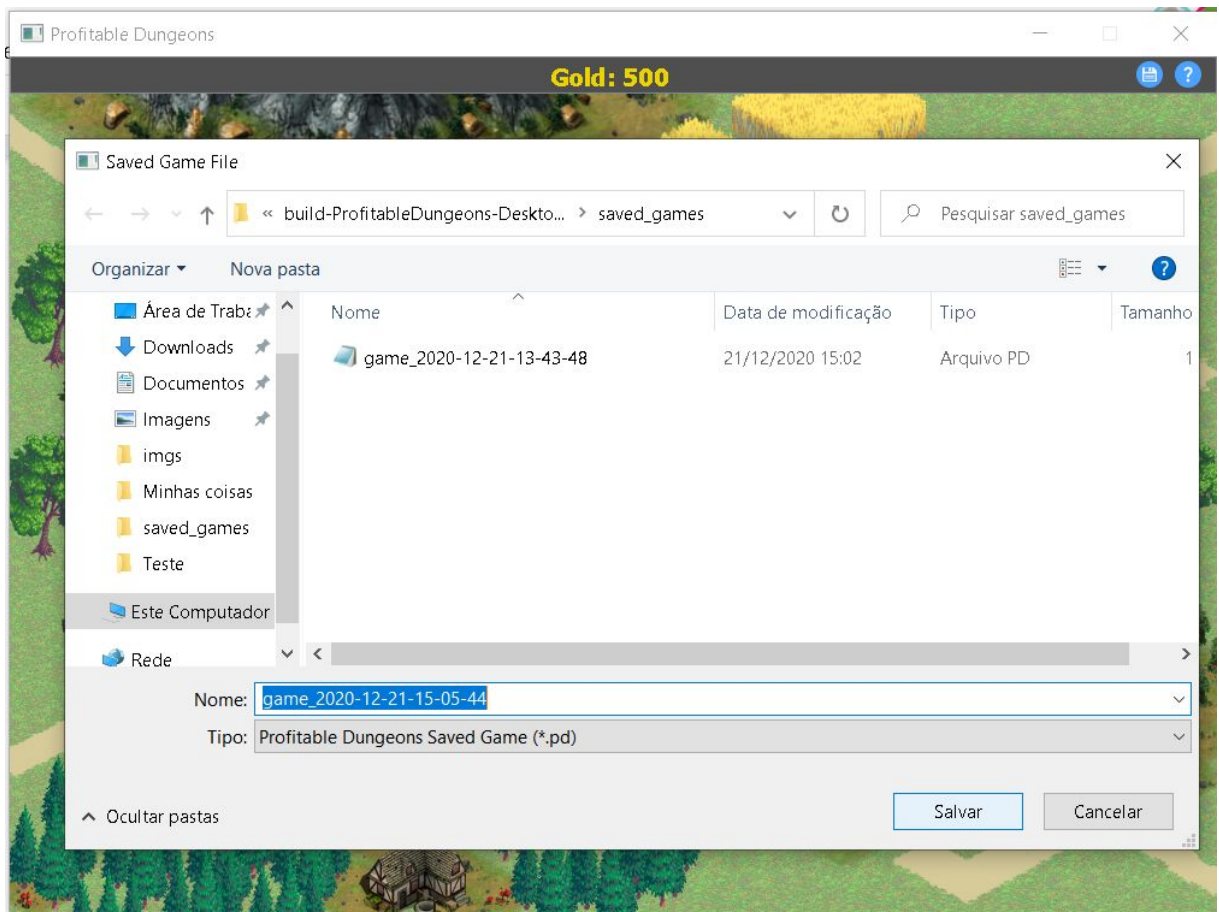 Profitable Dungeons
Gold: 500
?
Saved Game File
« build-ProfitableDungeons-Deskto... > saved_games
Pesquisar saved_games
Organizar
Nova pasta
?
Nome
Data de modificação
Tipo
Tamanho
Área de Traba
Downloads
Documentos
Imagens
imgs
Minhas coisas
saved_games
Teste
Este Computador
Rede
game_2020-12-21-13-43-48
21/12/2020 15:02
Arquivo PD
1
Nome: game_2020-12-21-15-05-44
Tipo: Profitable Dungeons Saved Game (*.pd)
Ocultar pastas
Salvar
Cancelar